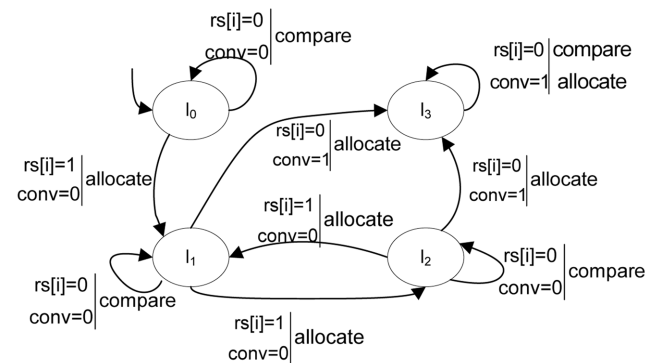 rs[i]=0
conv=0
compare
rs[i]=0
conv=1
compare
allocate
I0
I3
rs[i]=0
conv=1
allocate
rs[i]=1
conv=0
allocate
rs[i]=0
conv=1
allocate
rs[i]=1
conv=0
allocate
I1
I2
rs[i]=0
conv=0
compare
rs[i]=0
conv=0
compare
rs[i]=1
conv=0
allocate